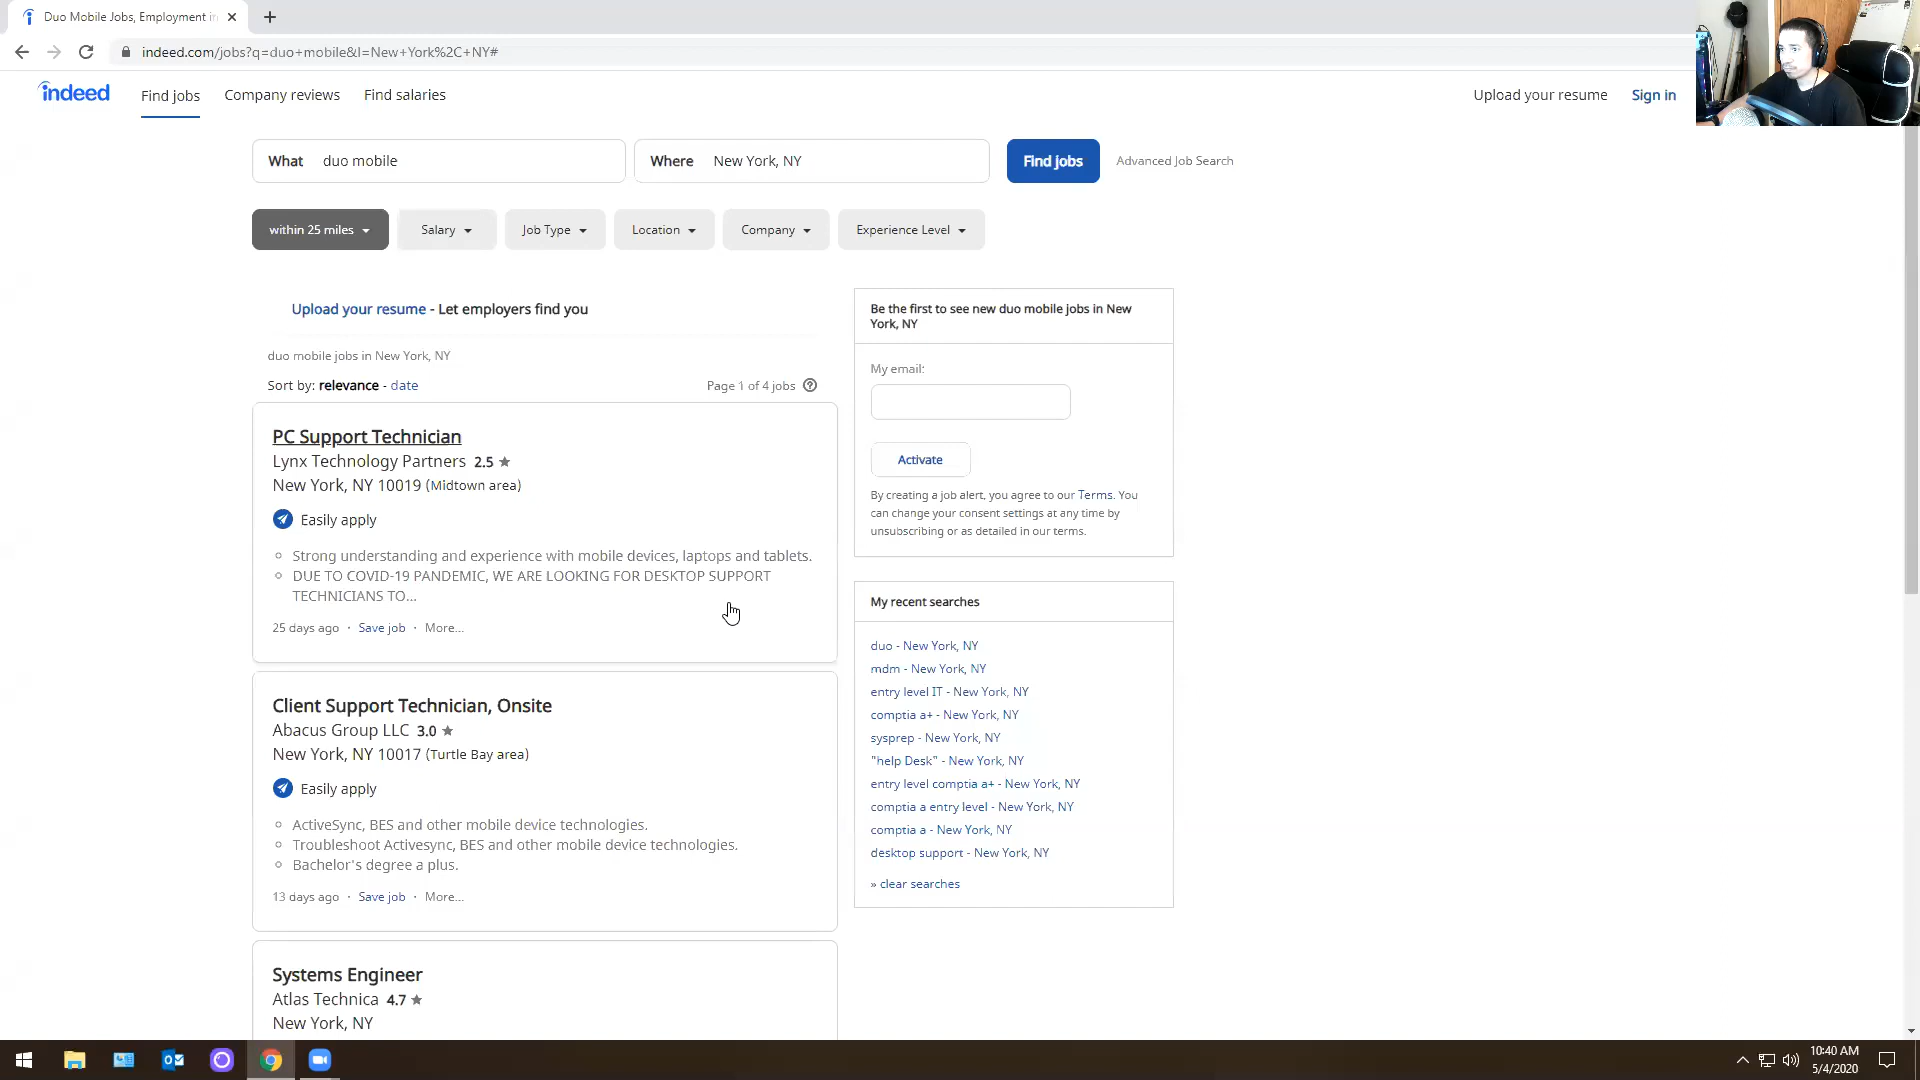 Duo Mobile Jobs, Employment in
indeed.com/jobs?q=duo+mobile&l=New+York%2C+NY#
indeed
Find jobs
Company reviews
Find salaries
Upload your resume
Sign in
What duo mobile
Where New York, NY
Find jobs
Advanced Job Search
within 25 miles
Salary
Job Type
Location
Company
Experience Level
Upload your resume - Let employers find you
duo mobile jobs in New York, NY
Sort by: relevance - date
Page 1 of 4 jobs
PC Support Technician
Lynx Technology Partners 2.5
New York, NY 10019 (Midtown area)
Easily apply
Strong understanding and experience with mobile devices, laptops and tablets.
DUE TO COVID-19 PANDEMIC, WE ARE LOOKING FOR DESKTOP SUPPORT
TECHNICIANS TO...
25 days ago · Save job · More...
Client Support Technician, Onsite
Abacus Group LLC 3.0
New York, NY 10017 (Turtle Bay area)
Easily apply
ActiveSync, BES and other mobile device technologies.
Troubleshoot Activesync, BES and other mobile device technologies.
Bachelor's degree a plus.
13 days ago · Save job · More...
Systems Engineer
Atlas Technica 4.7
New York, NY
Be the first to see new duo mobile jobs in New
York, NY
My email:
Activate
By creating a job alert, you agree to our Terms. You
can change your consent settings at any time by
unsubscribing or as detailed in our terms.
My recent searches
duo - New York, NY
mdm - New York, NY
entry level IT - New York, NY
comptia a+ - New York, NY
sysprep - New York, NY
"help Desk" - New York, NY
entry level comptia a+ - New York, NY
comptia a entry level - New York, NY
comptia a - New York, NY
desktop support - New York, NY
» clear searches
10:40 AM
5/4/2020